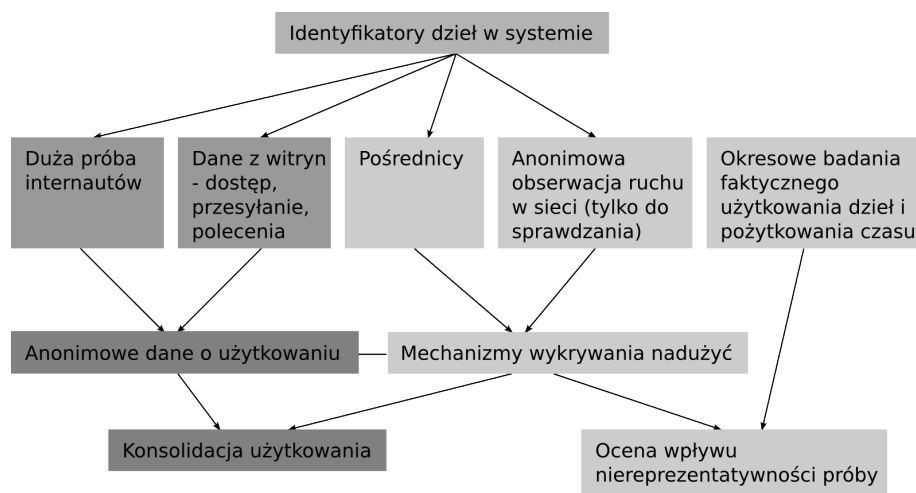 Identyfikatory dzieł w systemie
Duża próba
internautów
Dane z witryn
- dostęp,
przesyłanie,
polecenia
Pośrednicy
Anonimowa
obserwacja ruchu
w sieci (tylko do
sprawdzania)
Okresowe badania
faktycznego
użytkowania dzieł i
pożytkowania czasu
Anonimowe dane o użytkowaniu
Mechanizmy wykrywania nadużyć
Konsolidacja użytkowania
Ocena wpływu
niereprezentatywności próby